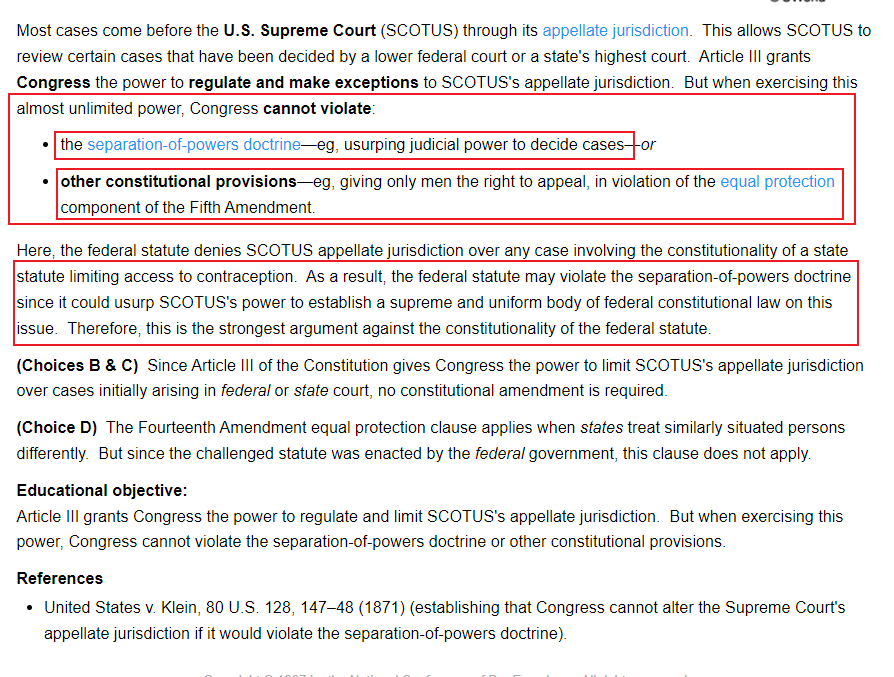 Most cases come before the U.S. Supreme Court (SCOTUS) through its appellate jurisdiction.  This allows SCOTUS to
review certain cases that have been decided by a lower federal court or a state's highest court.  Article III grants
Congress the power to regulate and make exceptions to SCOTUS's appellate jurisdiction.  But when exercising this
almost unlimited power, Congress cannot violate:
• the separation-of-powers doctrine—eg, usurping judicial power to decide cases—or
• other constitutional provisions—eg, giving only men the right to appeal, in violation of the equal protection
component of the Fifth Amendment.
Here, the federal statute denies SCOTUS appellate jurisdiction over any case involving the constitutionality of a state
statute limiting access to contraception.  As a result, the federal statute may violate the separation-of-powers doctrine
since it could usurp SCOTUS's power to establish a supreme and uniform body of federal constitutional law on this
issue.  Therefore, this is the strongest argument against the constitutionality of the federal statute.
(Choices B & C)  Since Article III of the Constitution gives Congress the power to limit SCOTUS's appellate jurisdiction
over cases initially arising in federal or state court, no constitutional amendment is required.
(Choice D)  The Fourteenth Amendment equal protection clause applies when states treat similarly situated persons
differently.  But since the challenged statute was enacted by the federal government, this clause does not apply.
Educational objective:
Article III grants Congress the power to regulate and limit SCOTUS's appellate jurisdiction.  But when exercising this
power, Congress cannot violate the separation-of-powers doctrine or other constitutional provisions.
References
• United States v. Klein, 80 U.S. 128, 147–48 (1871) (establishing that Congress cannot alter the Supreme Court's
appellate jurisdiction if it would violate the separation-of-powers doctrine).